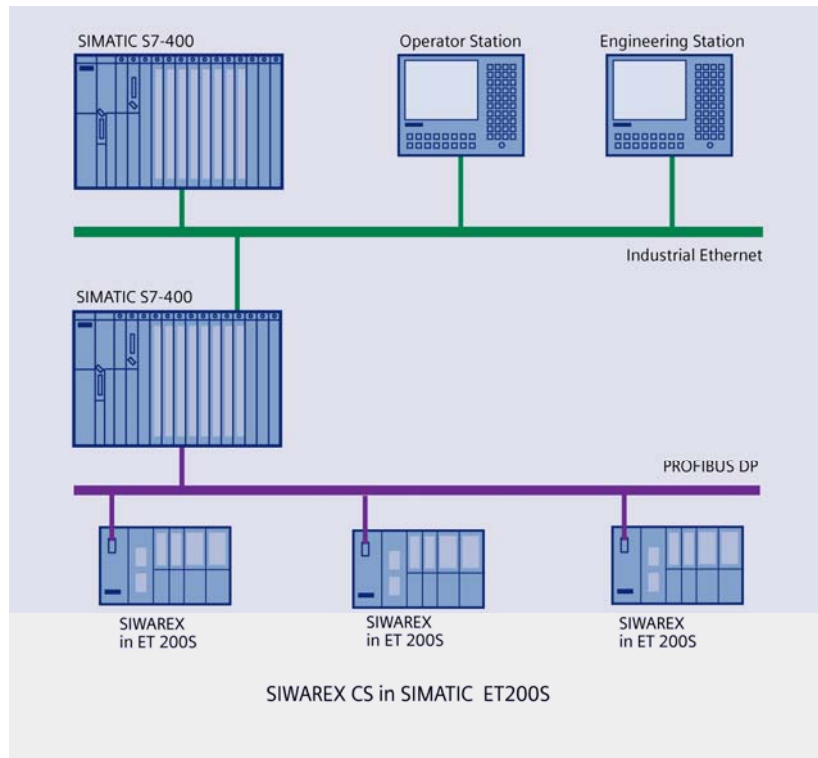 SIMATIC S7-400
Operator Station
Engineering Station
Industrial Ethernet
SIMATIC S7-400
PROFIBUS DP
SIWAREX
in ET 200S
SIWAREX
in ET 200S
SIWAREX
in ET 200S
SIWAREX CS in SIMATIC ET200S